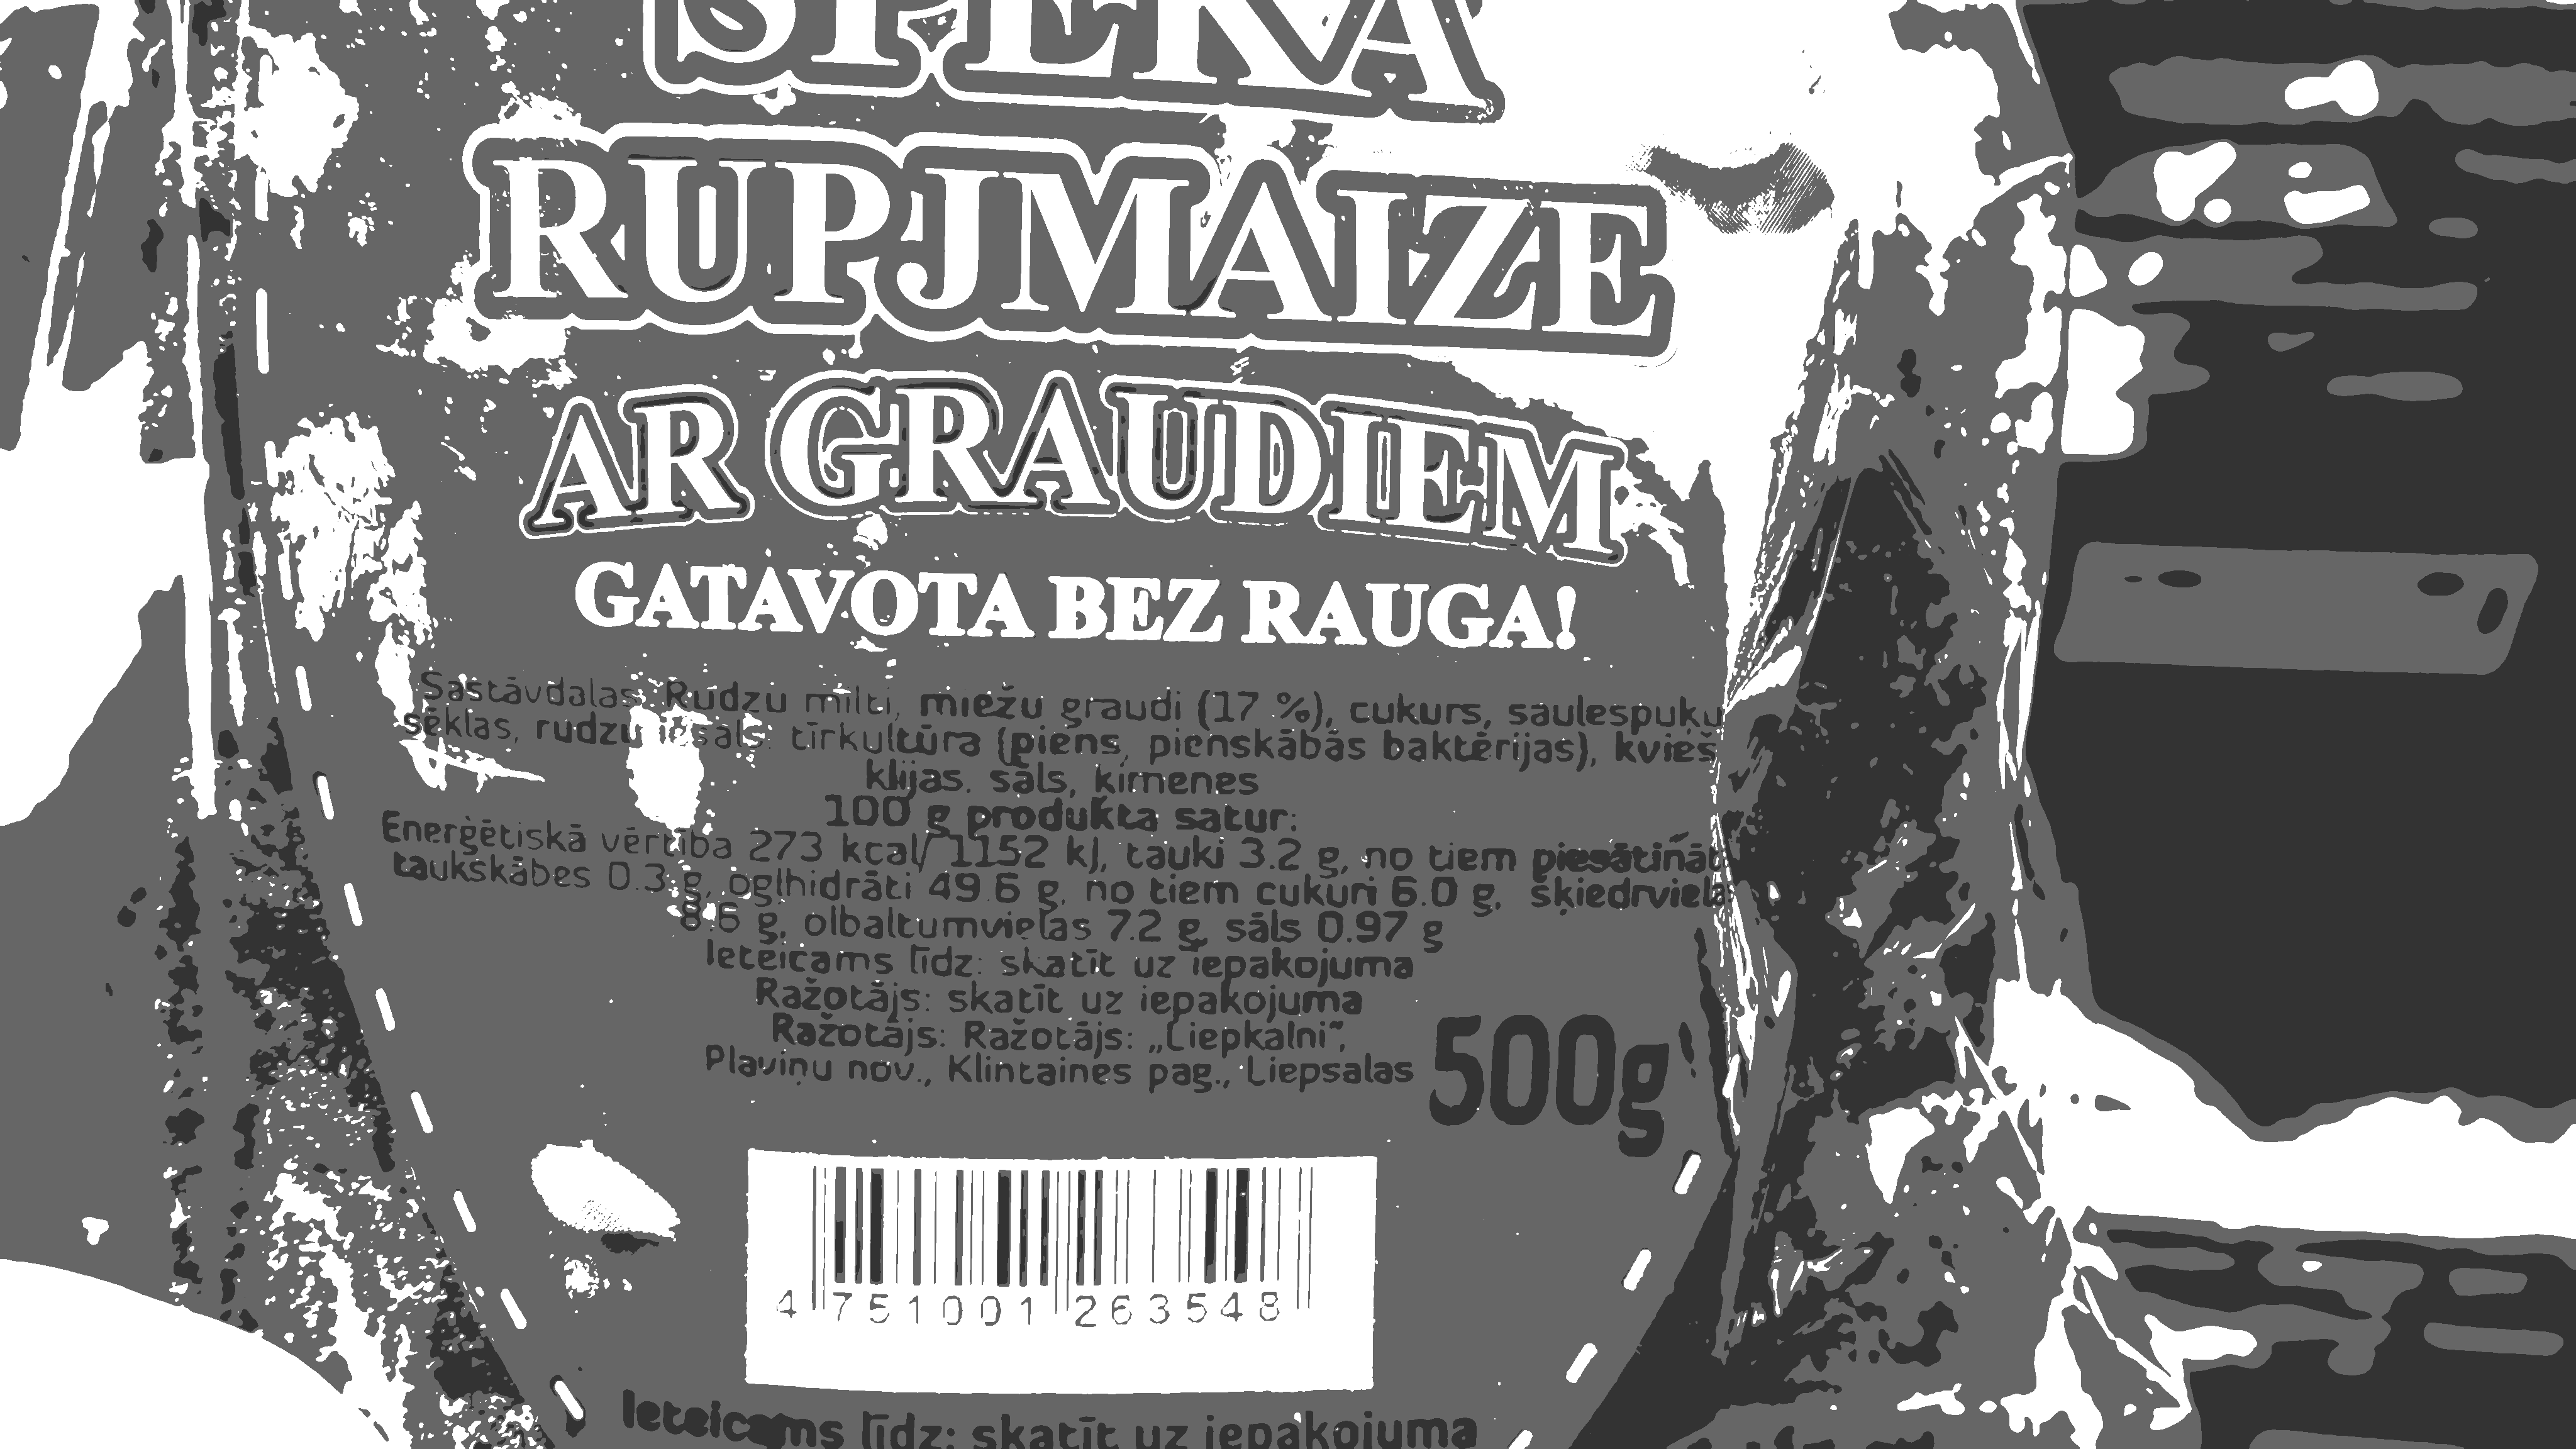 SPĒKA
RUPJMAIZE
AR GRAUDIEM
GATAVOTA BEZ RAUGA!
Sastāvdaļas: Rudzu milti, miežu graudi (17 %), cukurs, saulespuķu
sēklas, rudzu iesals, tīrkultūra (piens, pienskābās baktērijas), kvieš
klijas, sāls, ķimenes
100 g produkta satur:
Enerģētiskā vērtība 273 kcal/ 1152 kJ, tauki 3.2 g, no tiem piesātināt
taukskābes 0.3 g, ogļhidrāti 49.6 g, no tiem cukuri 6.0 g, šķiedrviela
8.6 g, olbaltumvielas 7.2 g, sāls 0.97 g
Ieteicams līdz: skatīt uz iepakojuma
Ražotājs: skatīt uz iepakojuma
Ražotājs: Ražotājs: „Liepkalni”,
Pļaviņu nov., Klintaines pag., Liepsalas
500g
4 751001 263548
Ieteicams līdz: skatīt uz iepakojuma